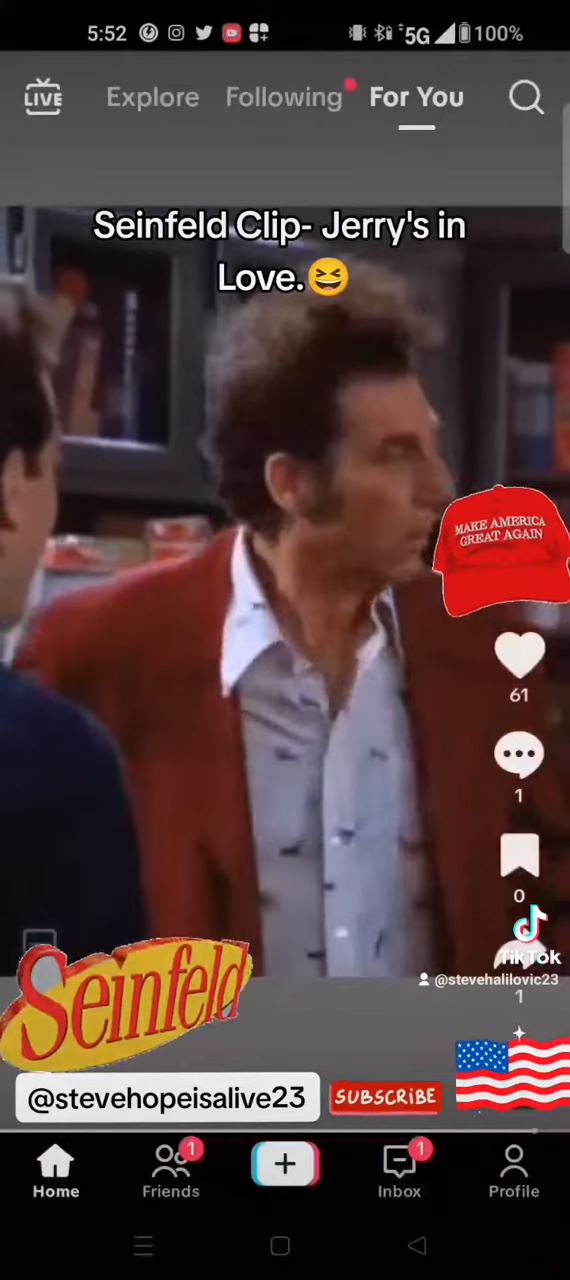 5:52
5G
100%
LIVE
Explore
Following
For You
Seinfeld Clip- Jerry's in
Love.😆
MAKE AMERICA
GREAT AGAIN
61
1
0
TikTok
@stevehalilovic23
1
Seinfeld
@stevehopeisalive23
SUBSCRIBE
Home
1
Friends
1
Inbox
Profile